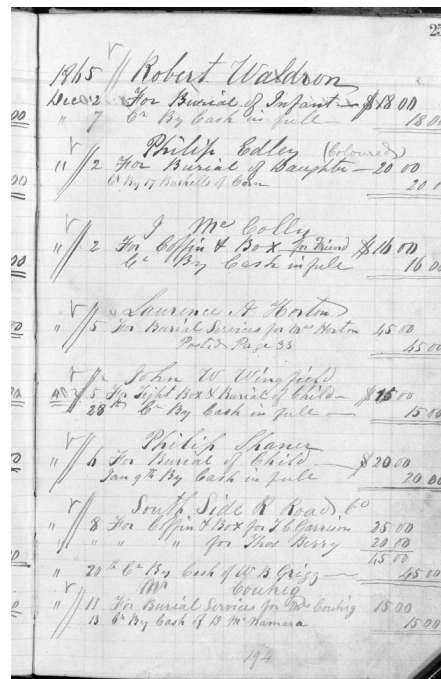 23
1865 Robert Waldron
Dec 2 For Burial of Infant — $18 00
" 7 Cr By Cash in full — 18 00
Philip Edley (Coloured)
" 2 For Burial of Daughter — 20 00
Cr By 17 Bushells of Corn 20 0
J Mc Colly
" 2 For Coffin & Box for Friend $16 00
Cr By Cash in full 16 00
Laurence A Horton
" 5 For Burial Services for Mrs Horton 45 00
Posted Page 33 45 00
John W Wingfield
" 5 For Box & Burial of Child — $15 00
28th Cr By Cash in full — 15 00
Philip Shaner
" 6 For Burial of Child — $20 00
Jan 9th By Cash in full 20 00
South Side R Road Co
" 8 For Coffin & Box for J C Garrison 25 00
" " " for Thos Berry 20 00
45 00
" 20th Cr By Cash of W B Grigg — 45 00
Mr Couhig
" 11 For Burial Services for Mrs Couhig 15 00
13 Cr By Cash of D McNamara 15 00
194